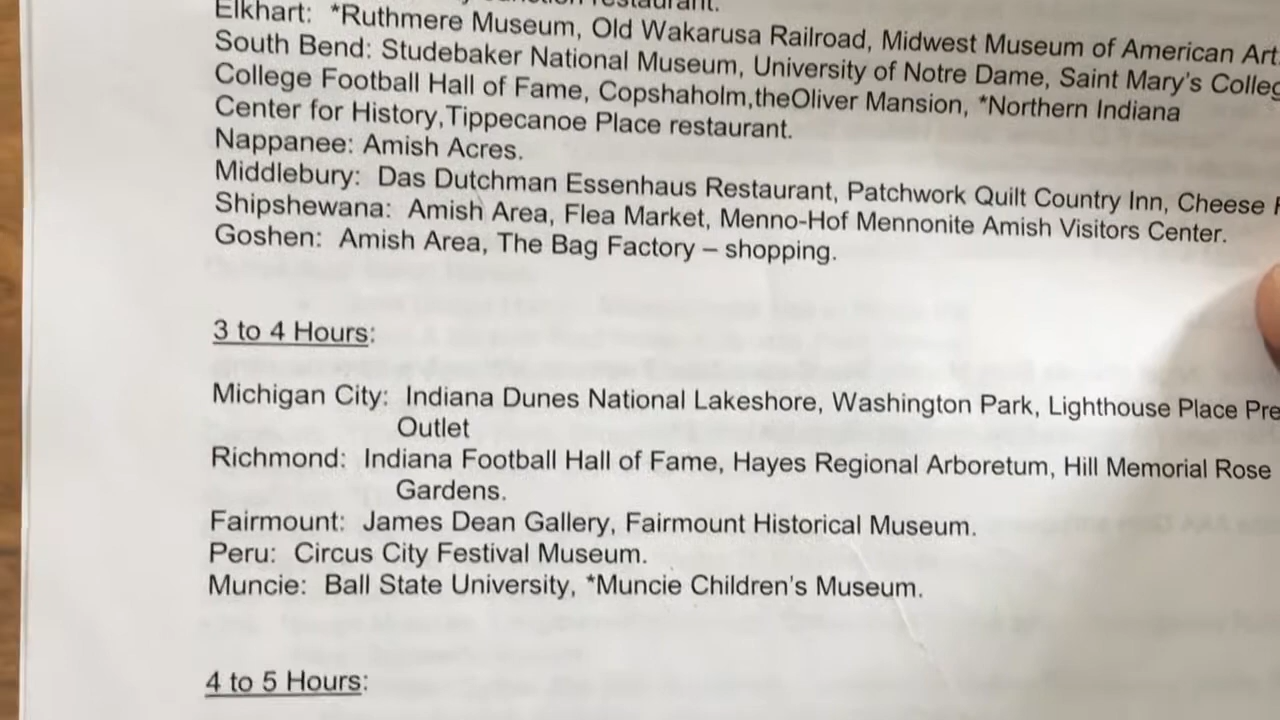 restaurant.
Elkhart: *Ruthmere Museum, Old Wakarusa Railroad, Midwest Museum of American Art.
South Bend: Studebaker National Museum, University of Notre Dame, Saint Mary's
College Football Hall of Fame, Copshaholm,theOliver Mansion, *Northern Indiana
Center for History,Tippecanoe Place restaurant.
Nappanee: Amish Acres.
Middlebury: Das Dutchman Essenhaus Restaurant, Patchwork Quilt Country Inn, Cheese
Shipshewana: Amish Area, Flea Market, Menno-Hof Mennonite Amish Visitors Center.
Goshen: Amish Area, The Bag Factory – shopping.
3 to 4 Hours:
Michigan City: Indiana Dunes National Lakeshore, Washington Park, Lighthouse Place
Outlet
Richmond: Indiana Football Hall of Fame, Hayes Regional Arboretum, Hill Memorial Rose
Gardens.
Fairmount: James Dean Gallery, Fairmount Historical Museum.
Peru: Circus City Festival Museum.
Muncie: Ball State University, *Muncie Children's Museum.
4 to 5 Hours: